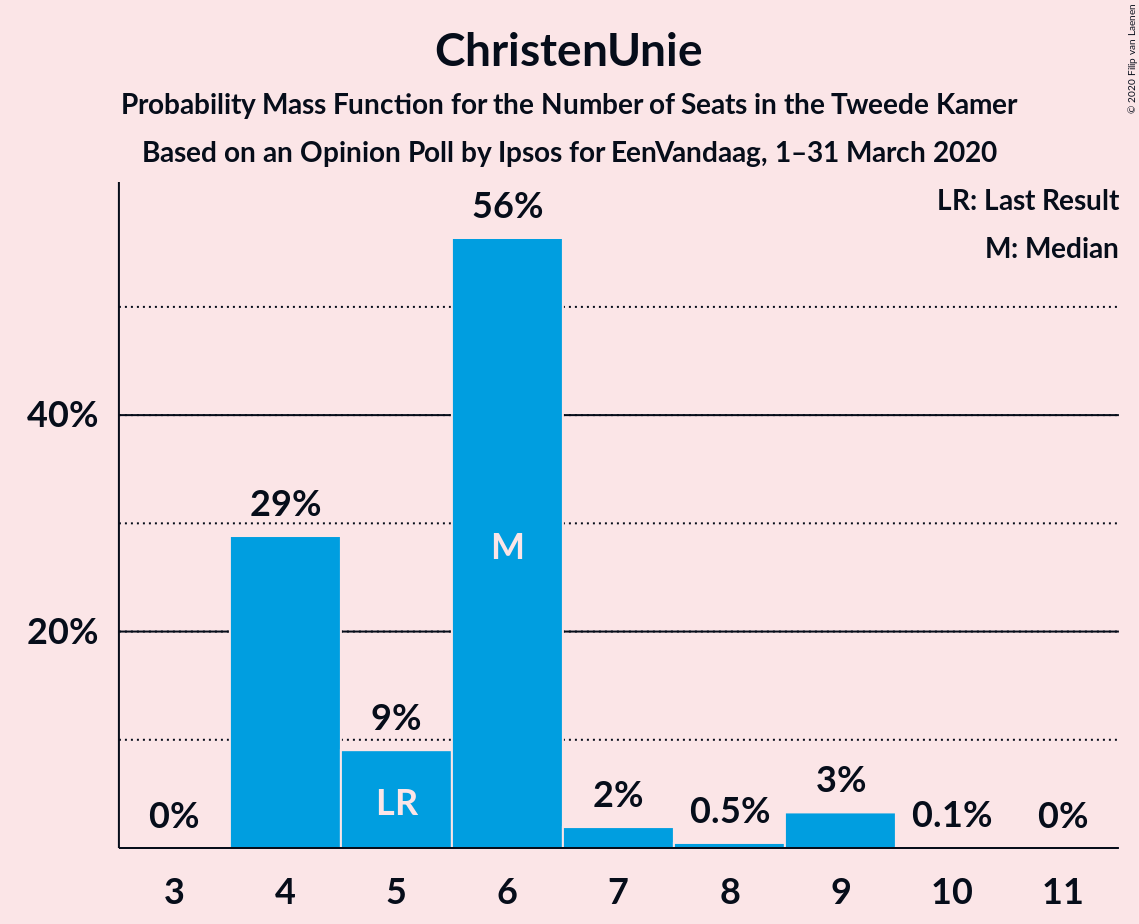 ChristenUnie
Probability Mass Function for the Number of Seats in the Tweede Kamer
Based on an Opinion Poll by Ipsos for EenVandaag, 1–31 March 2020
© 2020 Filip van Laenen
LR: Last Result
M: Median
56%
40%
29%
M
20%
9%
LR
0%
2%
0.5%
3%
0.1%
0%
3 4 5 6 7 8 9 10 11